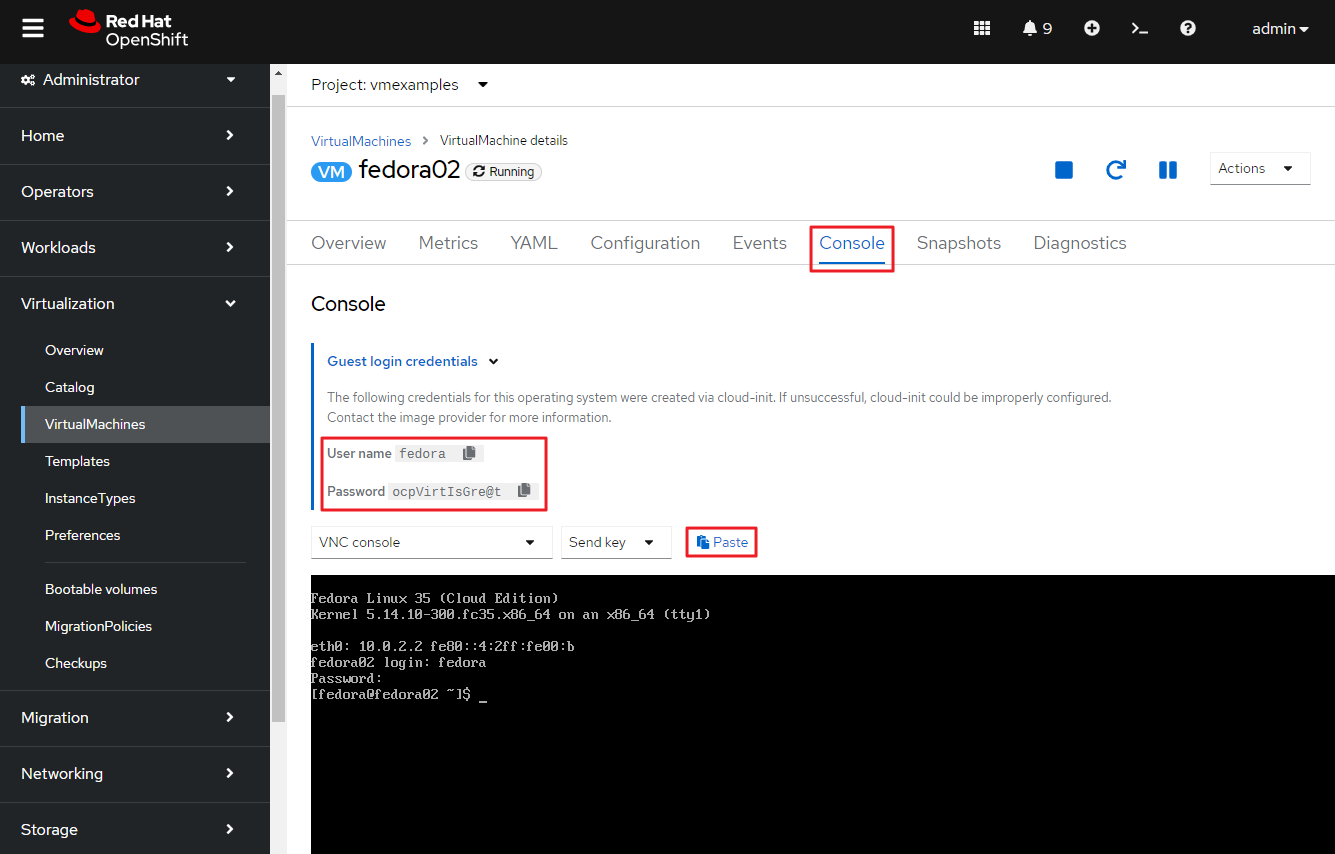 Red Hat
OpenShift
9
admin
Administrator
Home
Operators
Workloads
Virtualization
Overview
Catalog
VirtualMachines
Templates
InstanceTypes
Preferences
Bootable volumes
MigrationPolicies
Checkups
Migration
Networking
Storage
Project: vmexamples
VirtualMachines > VirtualMachine details
VM fedora02 Running
Actions
Overview Metrics YAML Configuration Events Console Snapshots Diagnostics
Console
Guest login credentials
The following credentials for this operating system were created via cloud-init. If unsuccessful, cloud-init could be improperly configured.
Contact the image provider for more information.
User name fedora
Password ocpVirtIsGre@t
VNC console Send key Paste
Fedora Linux 35 (Cloud Edition)
Kernel 5.14.10-300.fc35.x86_64 on an x86_64 (tty1)
eth0: 10.0.2.2 fe80::4:2ff:fe00:b
fedora02 login: fedora
Password:
[fedora@fedora02 ~]$ _